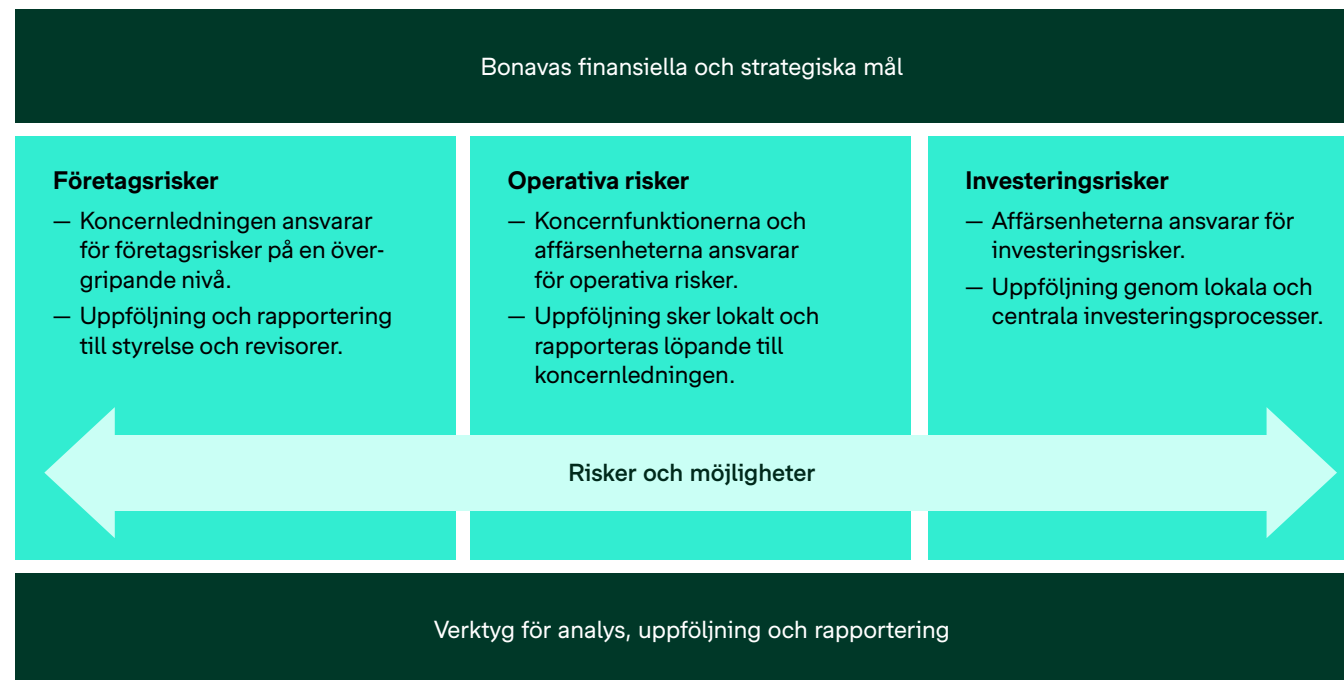 Bonavas finansiella och strategiska mål
Företagsrisker
— Koncernledningen ansvarar
för företagsrisker på en över-
gripande nivå.
— Uppföljning och rapportering
till styrelse och revisorer.
Operativa risker
— Koncernfunktionerna och
affärsenheterna ansvarar
för operativa risker.
— Uppföljning sker lokalt och
rapporteras löpande till
koncernledningen.
Investeringsrisker
— Affärsenheterna ansvarar för
investeringsrisker.
— Uppföljning genom lokala och
centrala investeringsprocesser.
Risker och möjligheter
Verktyg för analys, uppföljning och rapportering